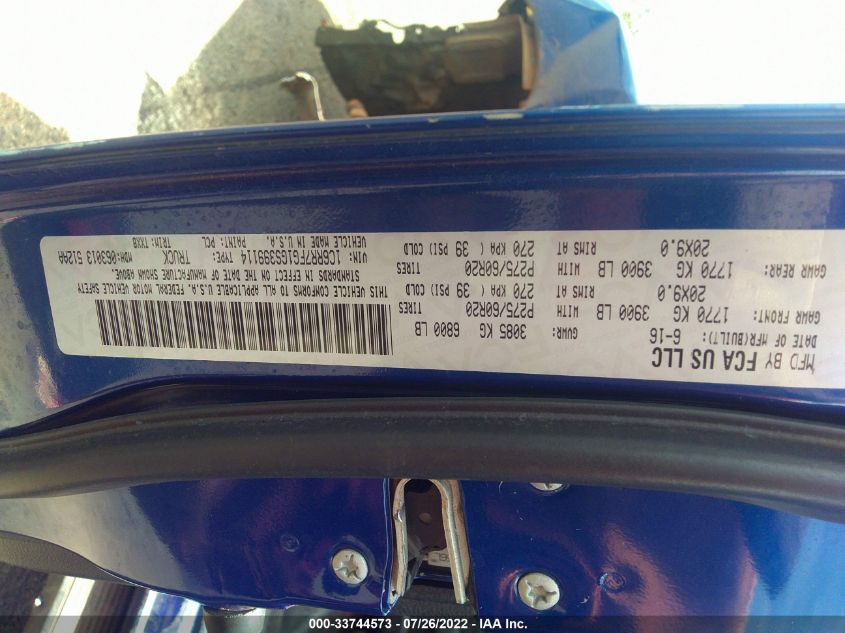 MFD BY FCA US LLC
DATE OF MFR(BUILT): 6-16
GVWR: 3085 KG 6800 LB
GAWR FRONT: 1770 KG 3900 LB WITH TIRES P275/60R20
RIMS AT 20X9.0 270 KPA ( 39 PSI) COLD
GAWR REAR: 1770 KG 3900 LB WITH TIRES P275/60R20
RIMS AT 20X9.0 270 KPA ( 39 PSI) COLD
THIS VEHICLE CONFORMS TO ALL APPLICABLE U.S.A. FEDERAL MOTOR VEHICLE SAFETY
STANDARDS IN EFFECT ON THE DATE OF MANUFACTURE SHOWN ABOVE.
VIN: 1C6RR7FG1GS399114 TYPE: TRUCK MDH:063013 512AA
VEHICLE MADE IN U.S.A. PAINT: PCL TRIM: TXX8
000-33744573 - 07/26/2022 - IAA Inc.